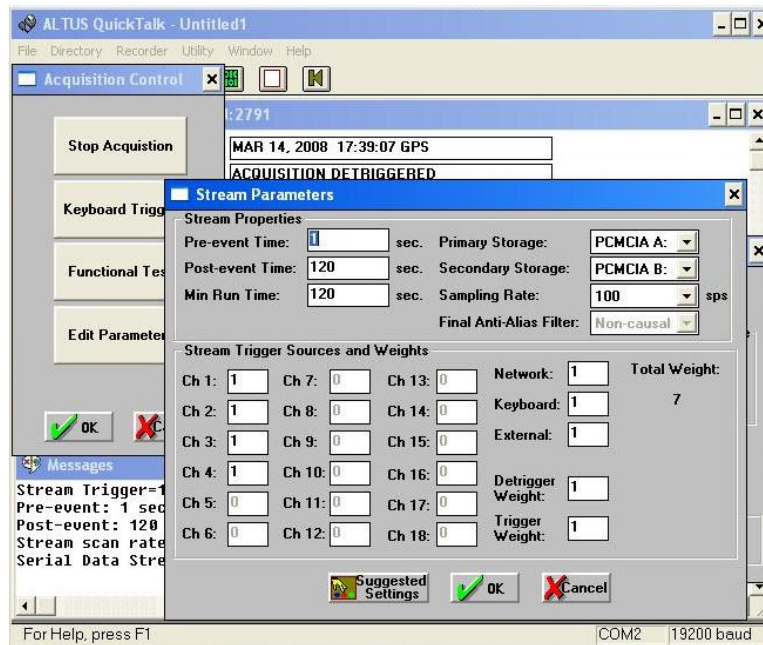 ALTUS QuickTalk - Untitled1
File Directory Recorder Utility Window Help
Acquisition Control
:2791
Stop Acquistion
MAR 14, 2008 17:39:07 GPS
ACQUISITION DETRIGGERED
Keyboard Trigg
Functional Tes
Edit Parameter
OK
Stream Parameters
Stream Properties
Pre-event Time: 1 sec. Primary Storage: PCMCIA A:
Post-event Time: 120 sec. Secondary Storage: PCMCIA B:
Min Run Time: 120 sec. Sampling Rate: 100 sps
Final Anti-Alias Filter: Non-causal
Stream Trigger Sources and Weights
Ch 1: 1 Ch 7: 0 Ch 13: 0 Network: 1 Total Weight:
Ch 2: 1 Ch 8: 0 Ch 14: 0 Keyboard: 1 7
Ch 3: 1 Ch 9: 0 Ch 15: 0 External: 1
Ch 4: 1 Ch 10: 0 Ch 16: 0 Detrigger Weight: 1
Ch 5: 0 Ch 11: 0 Ch 17: 0
Ch 6: 0 Ch 12: 0 Ch 18: 0 Trigger Weight: 1
Suggested Settings OK Cancel
Messages
Stream Trigger=1
Pre-event: 1 sec
Post-event: 120
Stream scan rate
Serial Data Stre
For Help, press F1 COM2 19200 baud